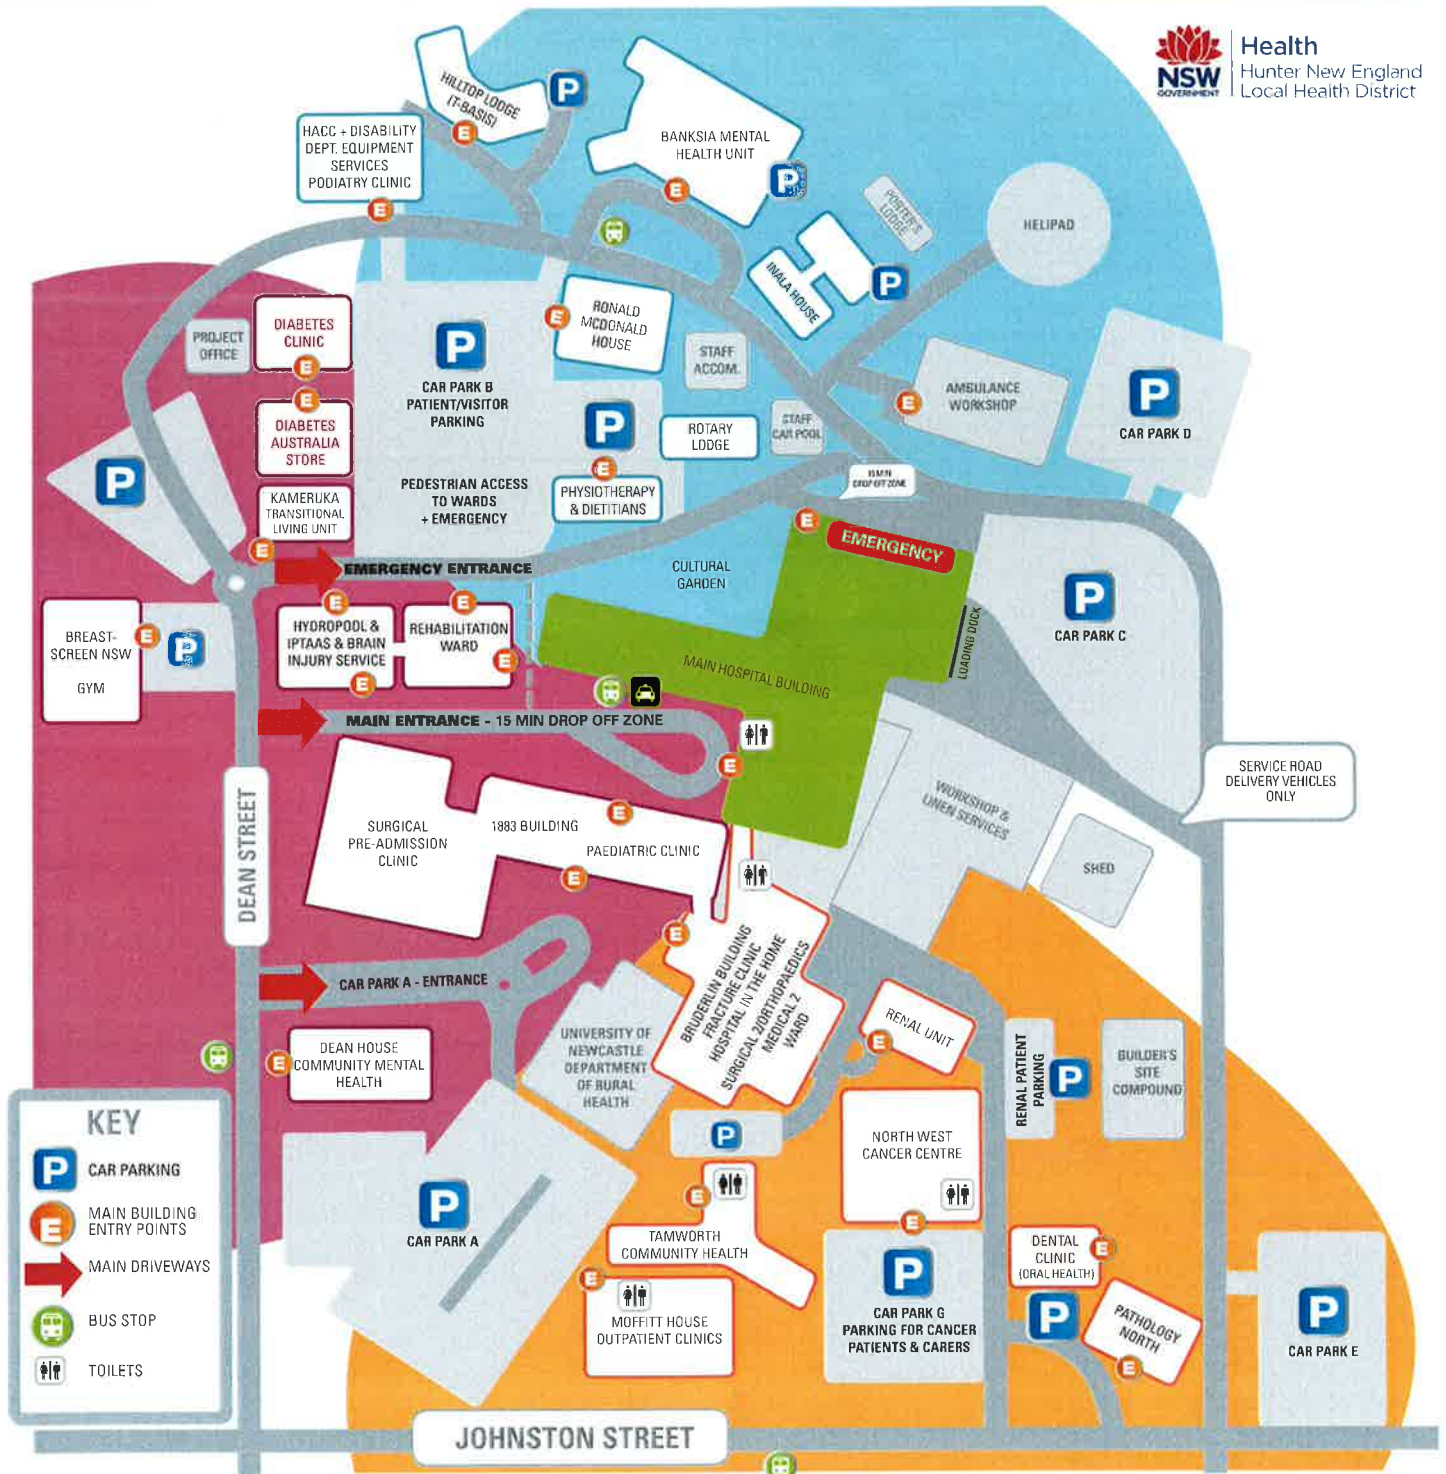 Health
Hunter New England
Local Health District
NSW
GOVERNMENT
HILLTOP LODGE
(T-BASIS)
P
E
HACC + DISABILITY
DEPT. EQUIPMENT
SERVICES
PODIATRY CLINIC
E
BANKSIA MENTAL
HEALTH UNIT
P
E
PORTER'S
LODGE
HELIPAD
INALA HOUSE
P
PROJECT
OFFICE
DIABETES
CLINIC
E
E
DIABETES
AUSTRALIA
STORE
KAMERUKA
TRANSITIONAL
LIVING UNIT
E
P
P
CAR PARK B
PATIENT/VISITOR
PARKING
PEDESTRIAN ACCESS
TO WARDS
+ EMERGENCY
E
RONALD
MCDONALD
HOUSE
STAFF
ACCOM.
P
E
PHYSIOTHERAPY
& DIETITIANS
ROTARY
LODGE
STAFF
CAR POOL
E
AMBULANCE
WORKSHOP
P
CAR PARK D
15 MIN
DROP OFF ZONE
E
EMERGENCY
EMERGENCY ENTRANCE
CULTURAL
GARDEN
P
CAR PARK C
LOADING DOCK
BREAST-
SCREEN NSW
GYM
E
P
E
HYDROPOOL &
IPTAAS & BRAIN
INJURY SERVICE
E
E
REHABILITATION
WARD
E
MAIN HOSPITAL BUILDING
MAIN ENTRANCE - 15 MIN DROP OFF ZONE
E
SERVICE ROAD
DELIVERY VEHICLES
ONLY
WORKSHOP &
LINEN SERVICES
SHED
DEAN STREET
SURGICAL
PRE-ADMISSION
CLINIC
1883 BUILDING
E
PAEDIATRIC CLINIC
E
CAR PARK A - ENTRANCE
E
BRUDERLIN BUILDING
FRACTURE CLINIC
HOSPITAL IN THE HOME
SURGICAL 2/ORTHOPAEDICS
MEDICAL 2
WARD
UNIVERSITY OF
NEWCASTLE
DEPARTMENT
OF RURAL
HEALTH
RENAL UNIT
E
RENAL PATIENT
PARKING
P
BUILDER'S
SITE
COMPOUND
E
DEAN HOUSE
COMMUNITY MENTAL
HEALTH
P
NORTH WEST
CANCER CENTRE
E
P
CAR PARK A
E
TAMWORTH
COMMUNITY HEALTH
E
MOFFITT HOUSE
OUTPATIENT CLINICS
P
CAR PARK G
PARKING FOR CANCER
PATIENTS & CARERS
DENTAL
CLINIC
(ORAL HEALTH)
E
P
PATHOLOGY
NORTH
E
P
CAR PARK E
KEY
P
CAR PARKING
E
MAIN BUILDING
ENTRY POINTS
MAIN DRIVEWAYS
BUS STOP
TOILETS
JOHNSTON STREET